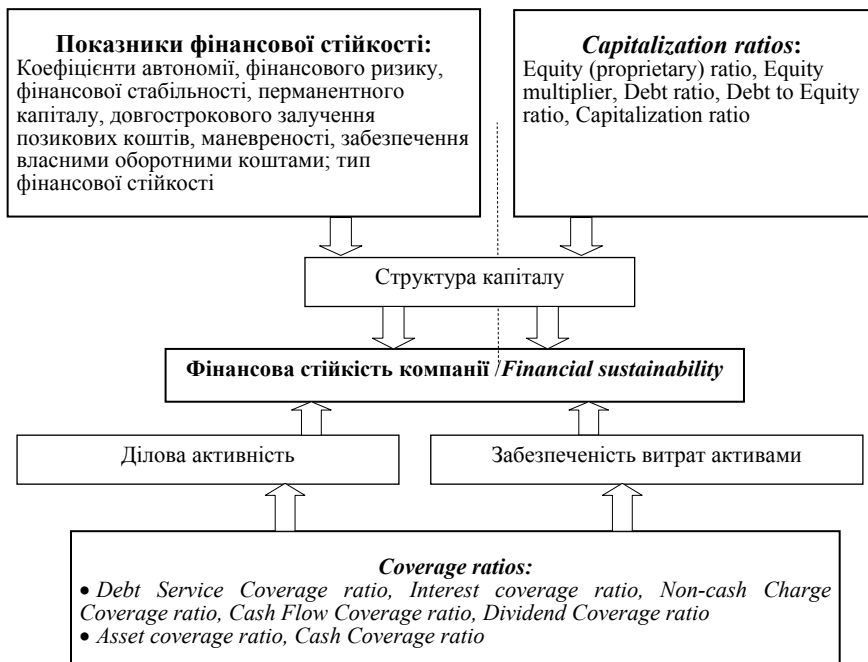 Показники фінансової стійкості:
Коефіцієнти автономії, фінансового ризику,
фінансової стабільності, перманентного
капіталу, довгострокового залучення
позикових коштів, маневреності, забезпечення
власними оборотними коштами; тип
фінансової стійкості
Capitalization ratios:
Equity (proprietary) ratio, Equity
multiplier, Debt ratio, Debt to Equity
ratio, Capitalization ratio
Структура капіталу
Фінансова стійкість компанії /Financial sustainability
Ділова активність
Забезпеченість витрат активами
Coverage ratios:
• Debt Service Coverage ratio, Interest coverage ratio, Non-cash Charge
Coverage ratio, Cash Flow Coverage ratio, Dividend Coverage ratio
• Asset coverage ratio, Cash Coverage ratio